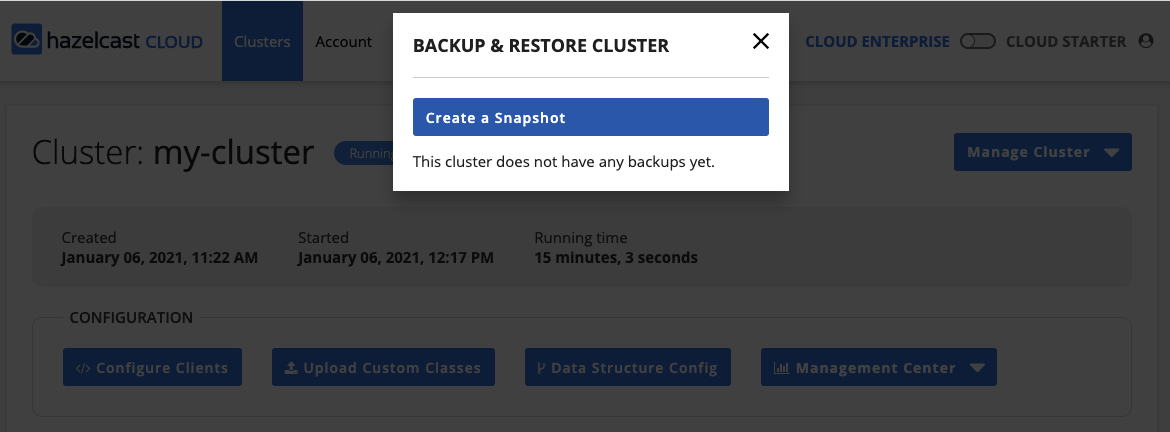 hazelcast CLOUD
Clusters
Account
BACKUP & RESTORE CLUSTER
CLOUD ENTERPRISE
CLOUD STARTER
Create a Snapshot
This cluster does not have any backups yet.
Cluster: my-cluster
Running
Manage Cluster
Created
January 06, 2021, 11:22 AM
Started
January 06, 2021, 12:17 PM
Running time
15 minutes, 3 seconds
CONFIGURATION
</> Configure Clients
Upload Custom Classes
Data Structure Config
Management Center